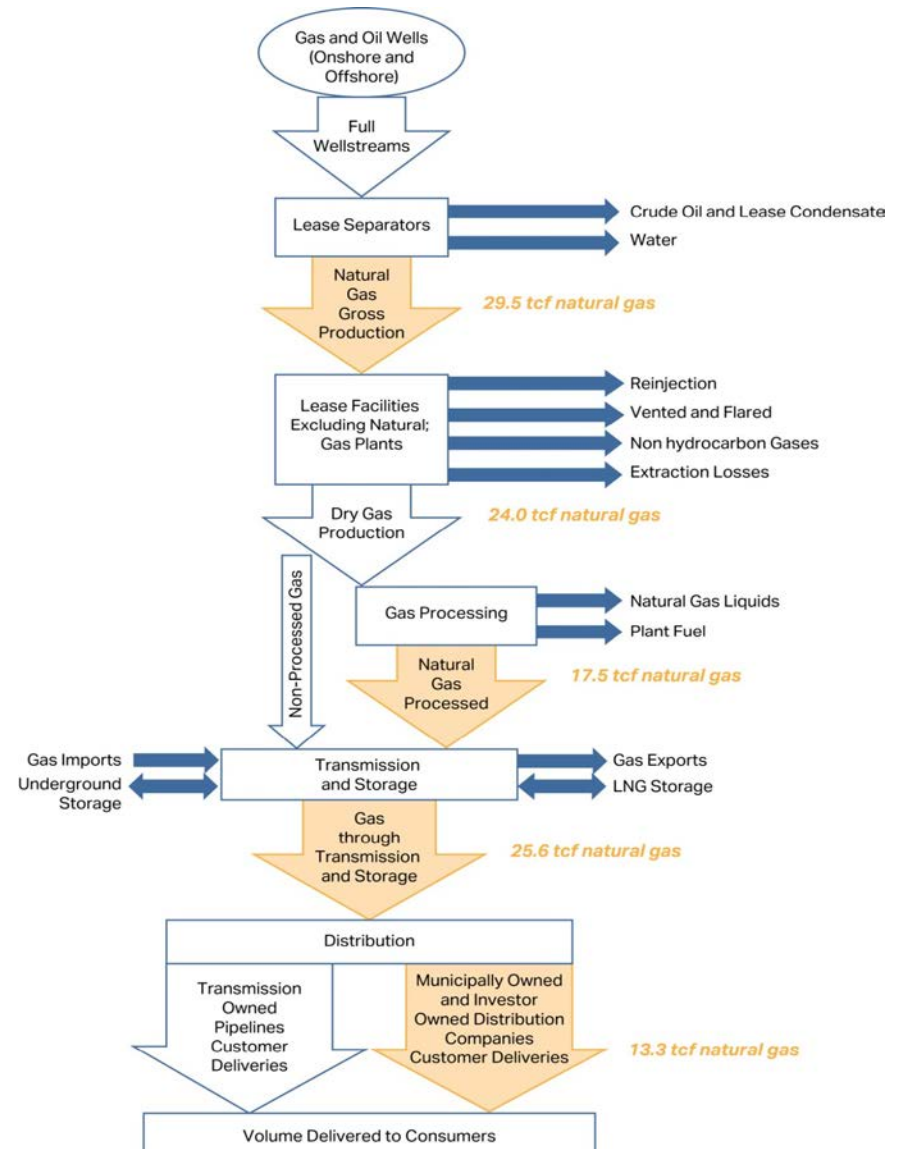 Gas and Oil Wells
(Onshore and
Offshore)
Full
Wellstreams
Lease Separators
Crude Oil and Lease Condensate
Water
Natural
Gas
Gross
Production
29.5 tcf natural gas
Lease Facilities
Excluding Natural;
Gas Plants
Reinjection
Vented and Flared
Non hydrocarbon Gases
Extraction Losses
Dry Gas
Production
24.0 tcf natural gas
Non-Processed Gas
Gas Processing
Natural Gas Liquids
Plant Fuel
Natural
Gas
Processed
17.5 tcf natural gas
Gas Imports
Underground
Storage
Transmission
and Storage
Gas Exports
LNG Storage
Gas
through
Transmission
and Storage
25.6 tcf natural gas
Distribution
Transmission
Owned
Pipelines
Customer
Deliveries
Municipally Owned
and Investor
Owned Distribution
Companies
Customer Deliveries
13.3 tcf natural gas
Volume Delivered to Consumers